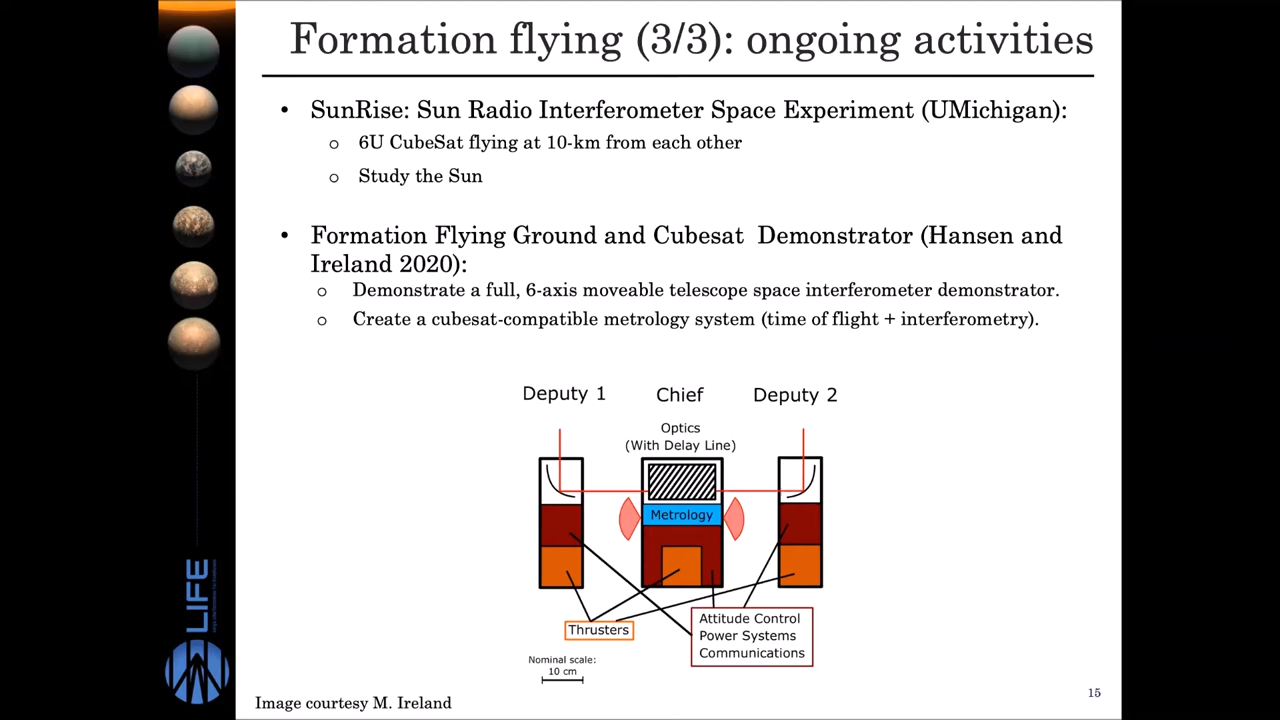 Formation flying (3/3): ongoing activities
• SunRise: Sun Radio Interferometer Space Experiment (UMichigan):
o 6U CubeSat flying at 10-km from each other
o Study the Sun
• Formation Flying Ground and Cubesat Demonstrator (Hansen and
Ireland 2020):
o Demonstrate a full, 6-axis moveable telescope space interferometer demonstrator.
o Create a cubesat-compatible metrology system (time of flight + interferometry).
Deputy 1
Chief
Deputy 2
Optics
(With Delay Line)
Metrology
Thrusters
Attitude Control
Power Systems
Communications
Nominal scale:
10 cm
LIFE
Image courtesy M. Ireland
15